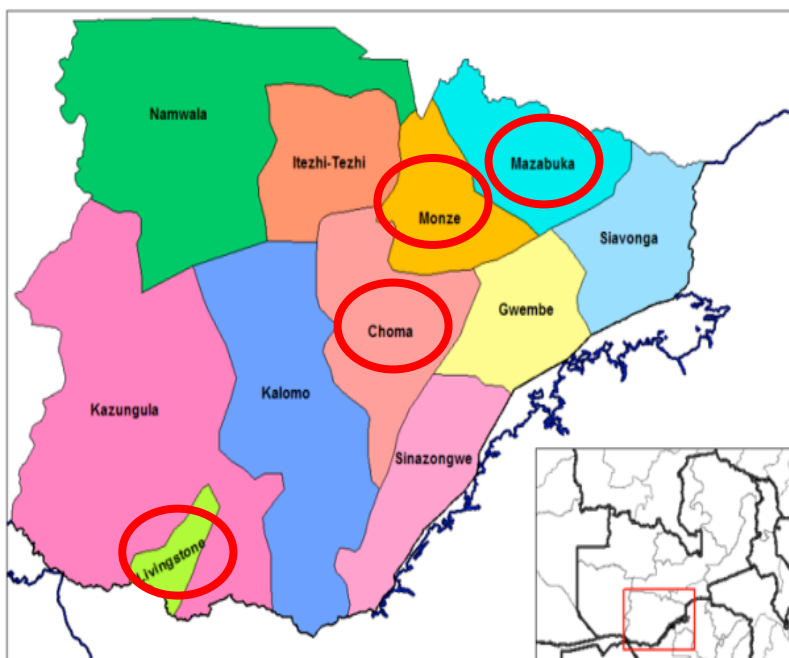 Namwala
Itezhi-Tezhi
Mazabuka
Monze
Siavonga
Gwembe
Choma
Kalomo
Kazungula
Sinazongwe
Livingstone